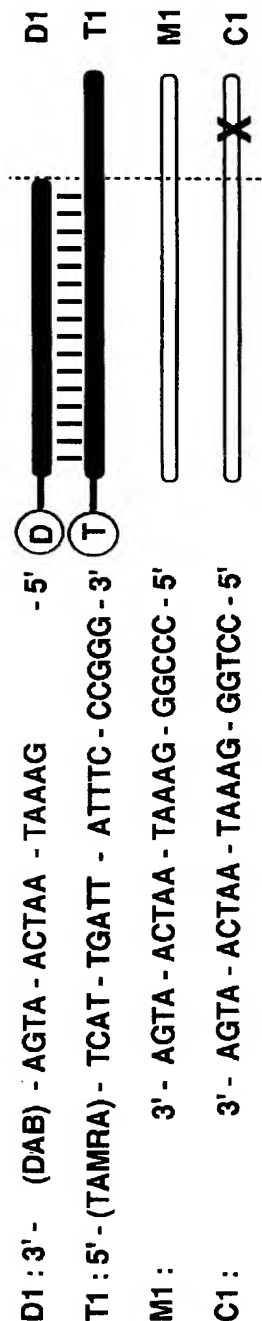 D1 : 3' - (DAB) - AGTA - ACTAA - TAAAG - 5' D D1
T1 : 5' - (TAMRA) - TCAT - TGATT - ATTTC - CCGGG - 3' T T1
M1 : 3' - AGTA - ACTAA - TAAAG - GGCCC - 5' M1
C1 : 3' - AGTA - ACTAA - TAAAG - GGTCC - 5' X C1